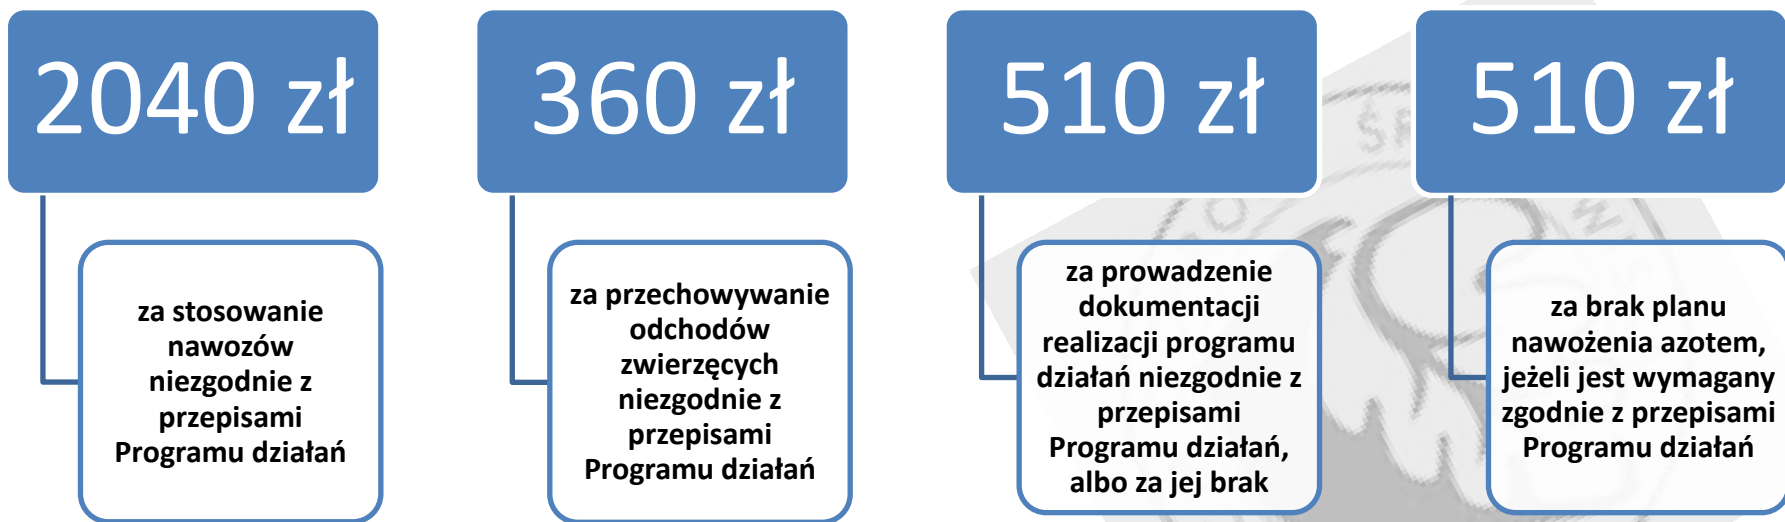 2040 zł
za stosowanie
nawozów
niezgodnie z
przepisami
Programu działań
360 zł
za przechowywanie
odchodów
zwierzęcych
niezgodnie z
przepisami
Programu działań
510 zł
za prowadzenie
dokumentacji
realizacji programu
działań niezgodnie z
przepisami
Programu działań,
albo za jej brak
510 zł
za brak planu
nawożenia azotem,
jeżeli jest wymagany
zgodnie z przepisami
Programu działań